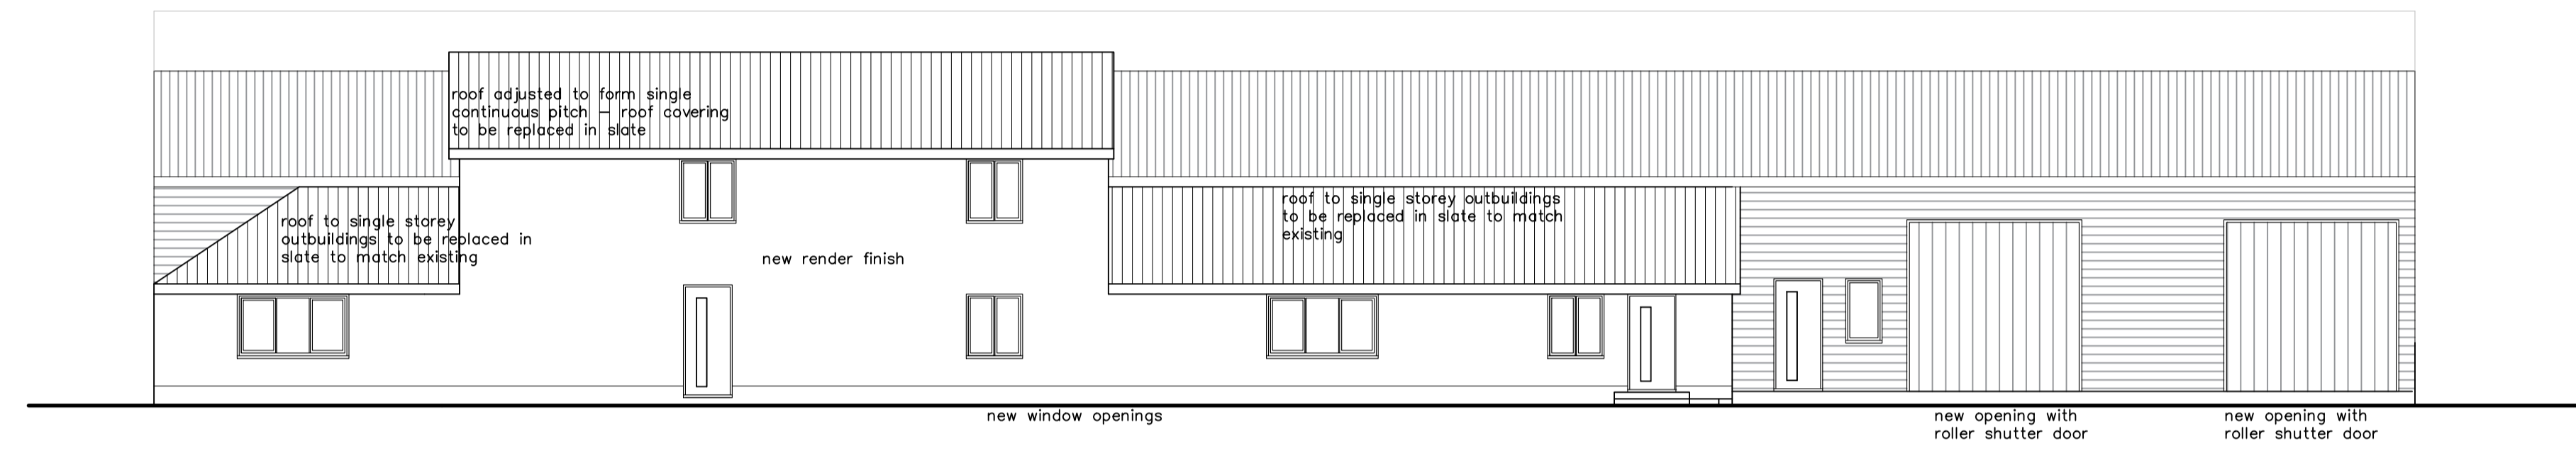 roof adjusted to form single
continuous pitch – roof covering
to be replaced in slate
roof to single storey
outbuildings to be replaced in
slate to match existing
new render finish
roof to single storey outbuildings
to be replaced in slate to match
existing
new window openings
new opening with
roller shutter door
new opening with
roller shutter door